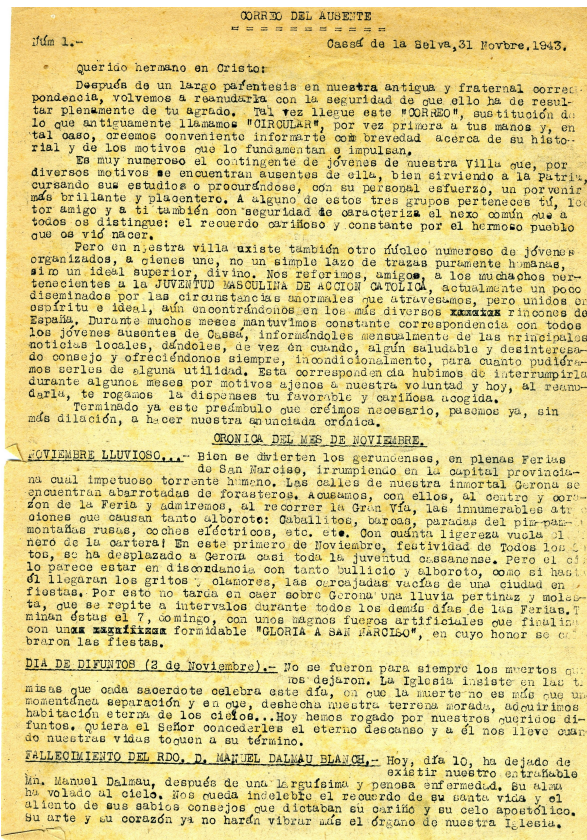 CORREO DEL AUSENTE
= = = = = = = = = = =
Núm 1.-
Cassá de la Selva,31 Novbre,1943.
Querido hermano en Cristo:
Después de un largo paréntesis en nuestra antigua y fraternal corres
pondencia, volvemos a reanudarla con la seguridad de que ello ha de resul-
tar plenamente de tu agrado. Tal vez llegue este "CORREO", sustitución de
lo que antiguamente llamamos "CIRCULAR", por vez primera a tus manos y, en
tal caso, creemos conveniente informarte com brevedad acerca de su histo-
rial y de los motivos que lo fundamentan o impulsan.
Es muy numeroso el contingente de jóvenes de nuestra Villa que, por
diversos motivos se encuentran ausentes de ella, bien sirviendo a la Patria,
cursando sus estudios o procurándose, con su personal esfuerzo, un porvenir
más brillante y placentero. A alguno de estos tres grupos perteneces tú, lec
tor amigo y a ti también con seguridad de caracteriza el nexo común que a
todos os distingue: el recuerdo cariñoso y constante por el hermoso pueblo
que os vió nacer.
Pero en nuestra villa existe también otro núcleo numeroso de jóvenes
organizados, a qienes une, no un simple lazo de trazas puramente humanas,
sino un ideal superior, divino. Nos referimos, amigos, a los muchachos per-
tenecientes a la JUVENTUD MASCULINA DE ACCION CATOLICA, actualmente un poco
diseminados por las circunstancias anormales que atravesamos, pero unidos en
espíritu e ideal, aún encontrándonos en los más diversos rincones de
España. Durante muchos meses mantuvimos constante correspondencia con todos
los jóvenes ausentes de Cassá, informándoles mensualmente de las principales
noticias locales, dándoles, de vez en cuando, algún saludable y desinteresa-
do consejo y ofreciéndonos siempre, incondicionalmente, para cuanto pudiéra-
mos serles de alguna utilidad. Esta correspondencia hubimos de interrumpirla
durante algunos meses por motivos ajenos a nuestra voluntad y hoy, al reanu-
darla, te rogamos la dispenses tu favorable y cariñosa acogida.
Terminado ya este preámbulo que creímos necesario, pasemos ya, sin
más dilación, a hacer nuestra anunciada crónica.
CRONICA DEL MES DE NOVIEMBRE.
NOVIEMBRE LLUVIOSO...- Bien se divierten los gerundenses, en plenas Ferias
de San Narciso, irrumpiendo en la capital provincia-
na cual impetuoso torrente humano. Las calles de nuestra inmortal Gerona se
encuentran abarrotadas de forasteros. Acusamos, con ellos, al centro y cora-
zón de la Feria y admiremos, al recorrer la Gran Vía, las innumerables atrac
ciones que causan tanto alboroto: Caballitos, barcas, paradas del pim-pam-
montañas rusas, coches eléctricos, etc. etc. Con cuánta ligereza vuela el
nero de la cartera! En este primero de Noviembre, festividad de Todos los
tos, se ha desplazado a Gerona casi toda la juventud cassanense. Pero el ci
lo parece estar en discordancia con tanto bullicio y alboroto, como si hasta
él llegaran los gritos y clamores, las carcajadas vacías de una ciudad en
fiestas. Por esto no tarda en caer sobre Gerona una lluvia pertinaz y moles-
ta, que se repite a intervalos durante todos los demás días de las Ferias.T
minan éstas el 7, domingo, con unos magnos fuegos artificiales que finaliza
con un formidable "GLORIA A SAN NARCISO", en cuyo honor se ce
braron las fiestas.
DIA DE DIFUNTOS (2 de Noviembre).- No se fueron para siempre los muertos que
nos dejaron. La Iglesia insiste en las t
misas que cada sacerdote celebra este día, en que la muerte no es más que un
momentánea separación y en que, deshecha nuestra terrena morada, adquirimos
habitación eterna de los cielos...Hoy hemos rogado por nuestros queridos di-
funtos, quiera el Señor concederles el eterno descanso y a él nos lleve cuan
do nuestras vidas toquen a su término.
FALLECIMIENTO DEL RDO. D. MANUEL DALMAU BLANCH.- Hoy, día 10, ha dejado de
existir nuestro entrañable
Mn. Manuel Dalmau, después de una larguísima y penosa enfermedad. Su alma
ha volado al cielo. Nos queda indeleble el recuerdo de su santa vida y el
aliento de sus sabios consejos que dictaban su cariño y su celo apostólico.
Su arte y su corazón ya no harán vibrar más el órgano de nuestra Iglesia.